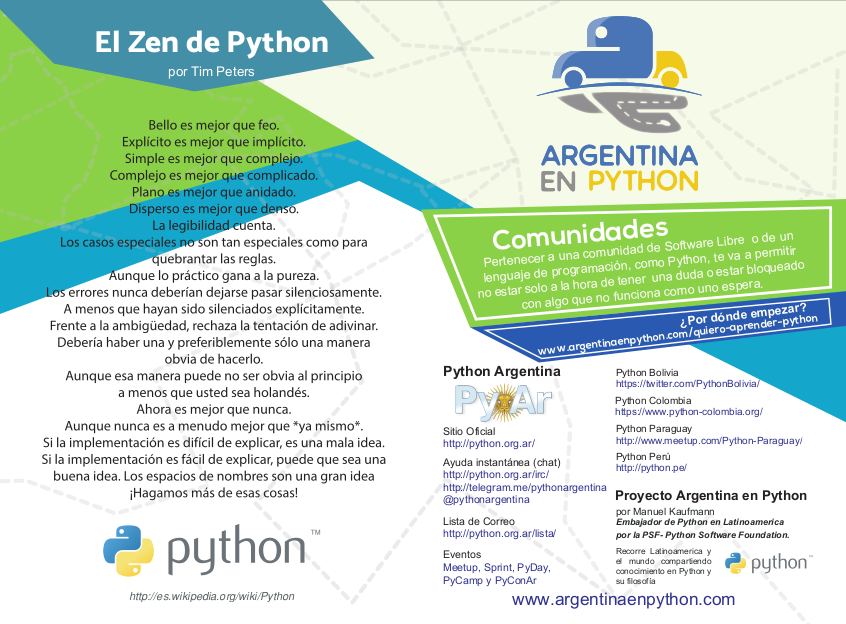 El Zen de Python
por Tim Peters
Bello es mejor que feo.
Explícito es mejor que implícito.
Simple es mejor que complejo.
Complejo es mejor que complicado.
Plano es mejor que anidado.
Disperso es mejor que denso.
La legibilidad cuenta.
Los casos especiales no son tan especiales como para
quebrantar las reglas.
Aunque lo práctico gana a la pureza.
Los errores nunca deberían dejarse pasar silenciosamente.
A menos que hayan sido silenciados explícitamente.
Frente a la ambigüedad, rechaza la tentación de adivinar.
Debería haber una y preferiblemente sólo una manera
obvia de hacerlo.
Aunque esa manera puede no ser obvia al principio
a menos que usted sea holandés.
Ahora es mejor que nunca.
Aunque nunca es a menudo mejor que *ya mismo*.
Si la implementación es difícil de explicar, es una mala idea.
Si la implementación es fácil de explicar, puede que sea una
buena idea. Los espacios de nombres son una gran idea
¡Hagamos más de esas cosas!
python™
http://es.wikipedia.org/wiki/Python
ARGENTINA
EN PYTHON
Comunidades
Pertenecer a una comunidad de Software Libre o de un
lenguaje de programación, como Python, te va a permitir
no estar solo a la hora de tener una duda o estar bloqueado
con algo que no funciona como uno espera.
¿Por dónde empezar?
www.argentinaenpython.com/quiero-aprender-python
Python Argentina
PyAr
Sitio Oficial
http://python.org.ar/
Ayuda instantánea (chat)
http://python.org.ar/irc/
http://telegram.me/pythonargentina
@pythonargentina
Lista de Correo
http://python.org.ar/lista/
Eventos
Meetup, Sprint, PyDay,
PyCamp y PyConAr
Python Bolivia
https://twitter.com/PythonBolivia/
Python Colombia
https://www.python-colombia.org/
Python Paraguay
http://www.meetup.com/Python-Paraguay/
Python Perú
http://python.pe/
Proyecto Argentina en Python
por Manuel Kaufmann
Embajador de Python en Latinoamerica
por la PSF- Python Software Foundation.
Recorre Latinoamerica y
el mundo compartiendo
conocimiento en Python y
su filosofía
python™
www.argentinaenpython.com